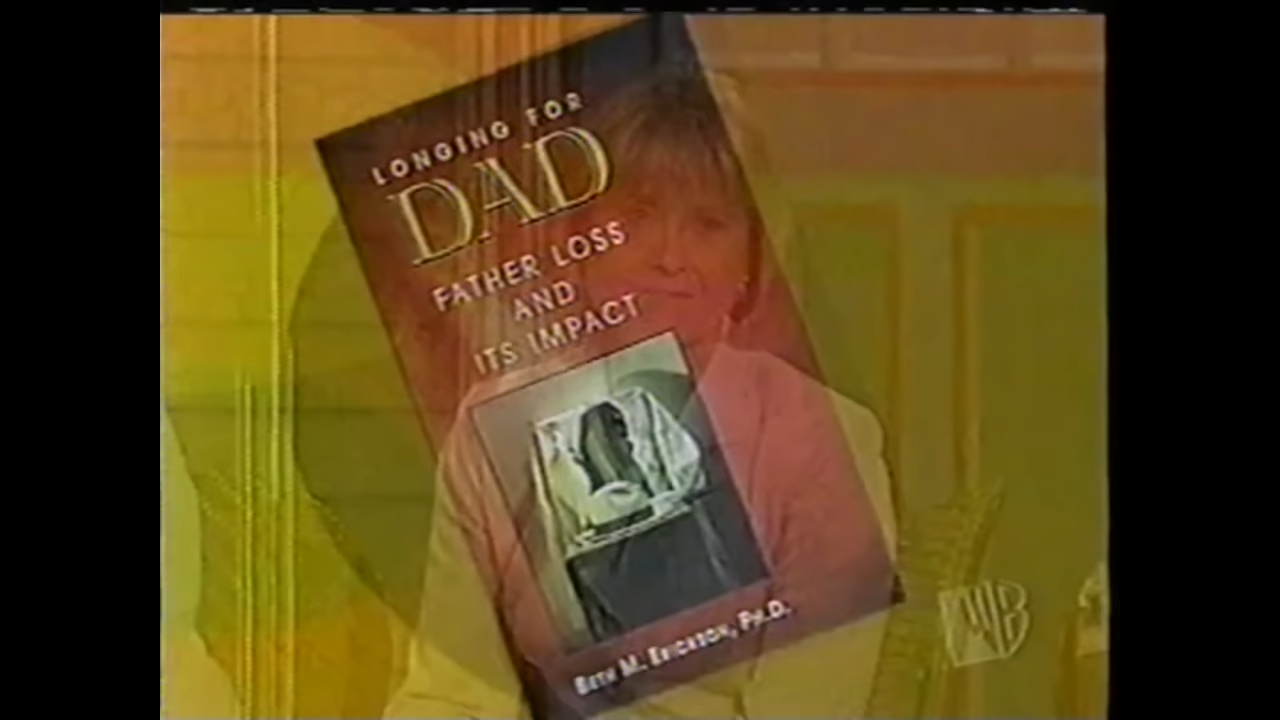 LONGING FOR
DAD
FATHER LOSS
AND
ITS IMPACT
BETH M. ERICKSON, PH.D.
WB